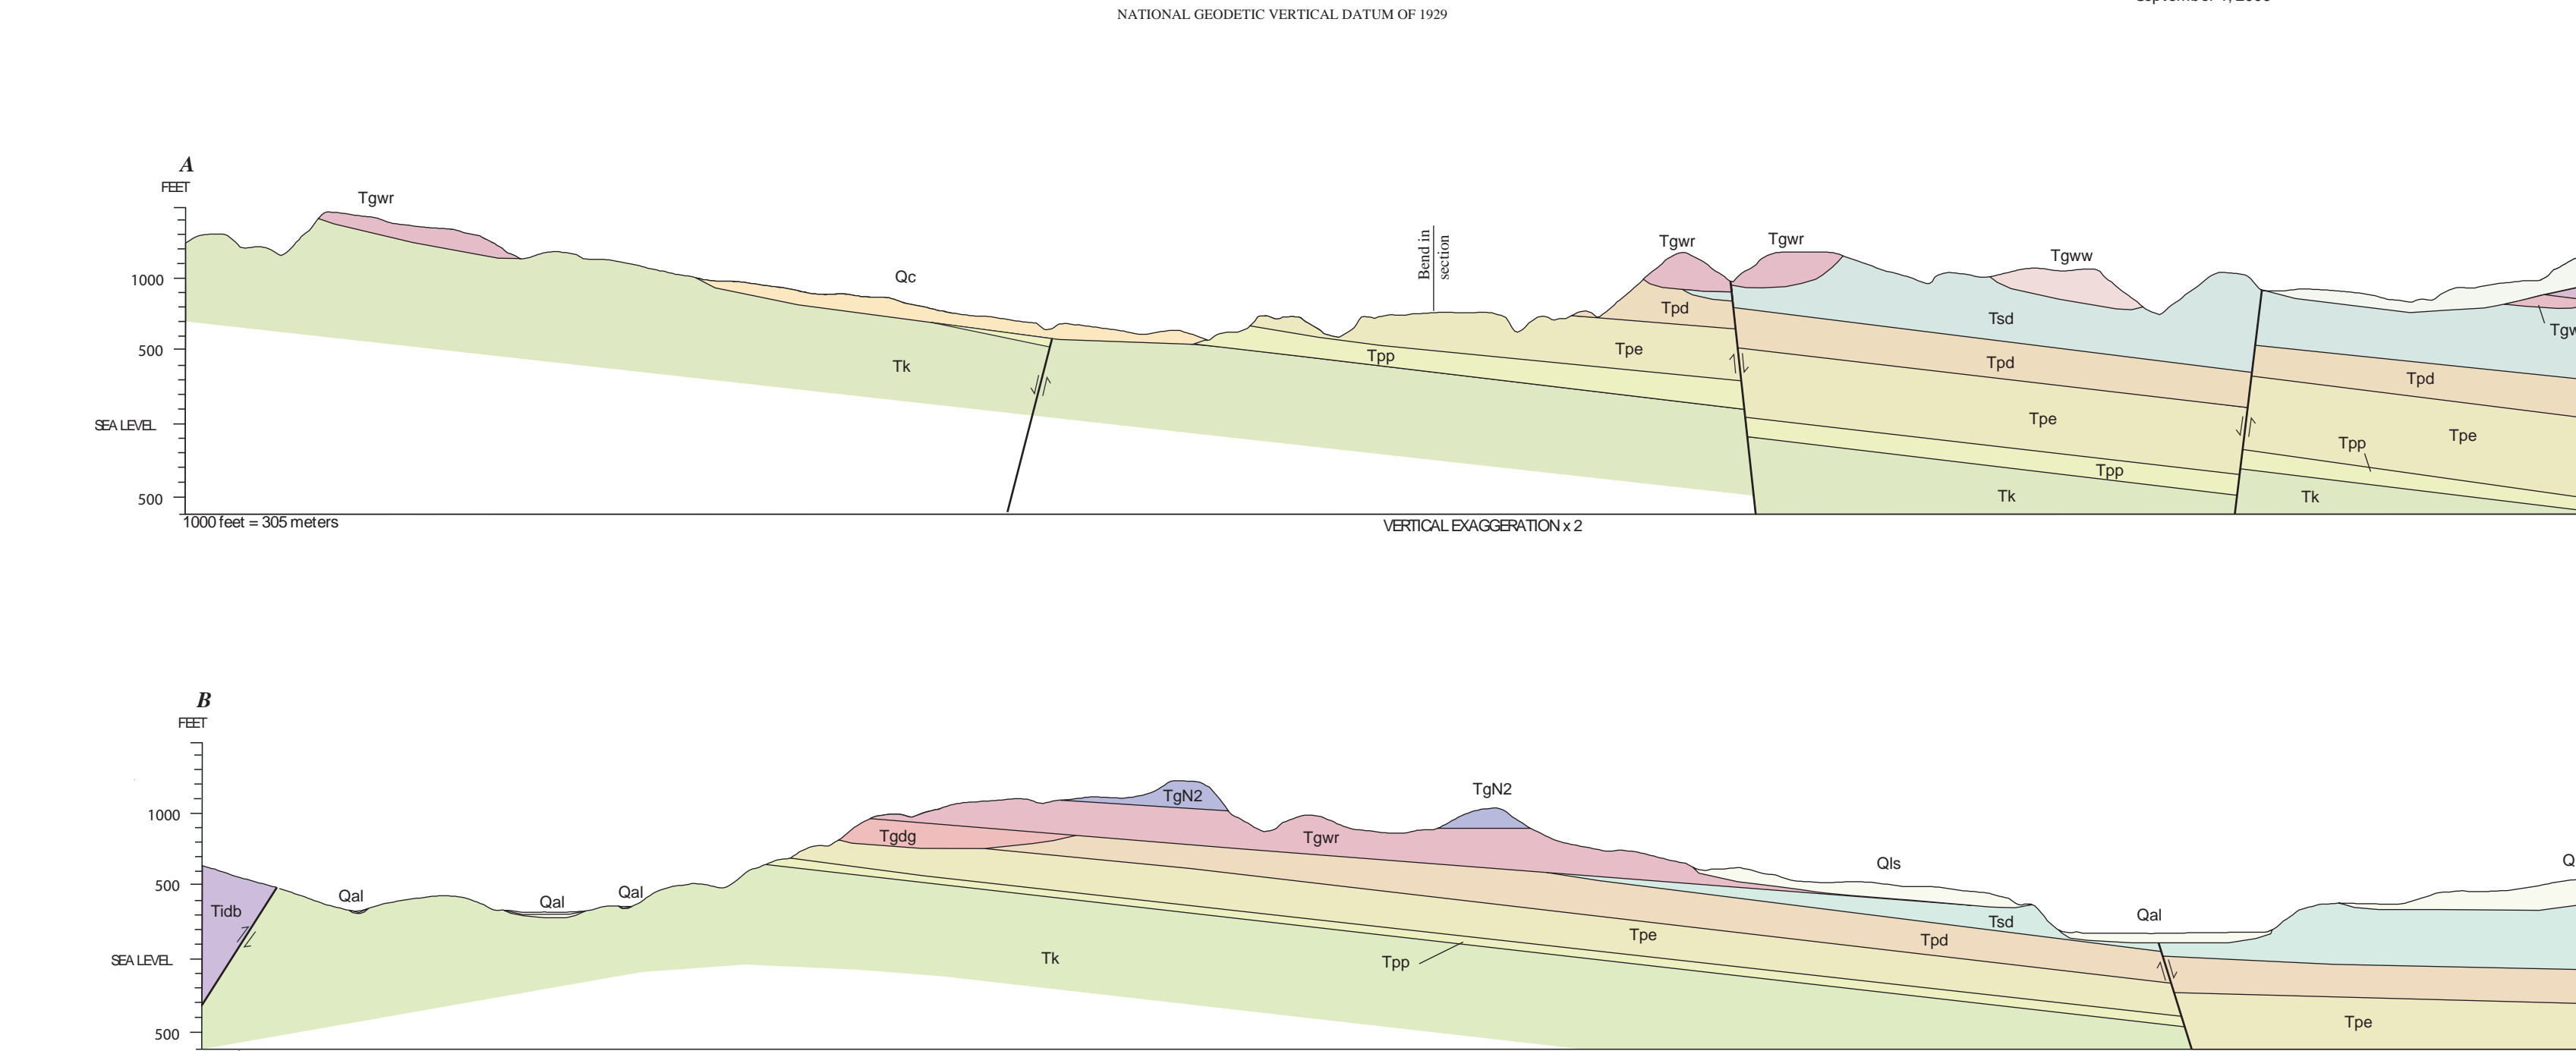 NATIONAL GEODETIC VERTICAL DATUM OF 1929
A
FEET
Tgwr
Tgwr
Tgwr
Tgww
Bend in
section
Qc
1000
Tpd
Tsd
500
Tpp
Tpe
Tk
Tpd
Tpd
SEA LEVEL
Tpe
Tpp
Tpe
Tpp
500
Tk
Tk
1000 feet = 305 meters
VERTICAL EXAGGERATION x 2
B
FEET
TgN2
TgN2
1000
Tgdg
Tgwr
Qls
500
Qal
Qal
Qal
Tidb
Qal
Tsd
Tpe
Tpd
SEA LEVEL
Tk
Tpp
Tpe
500